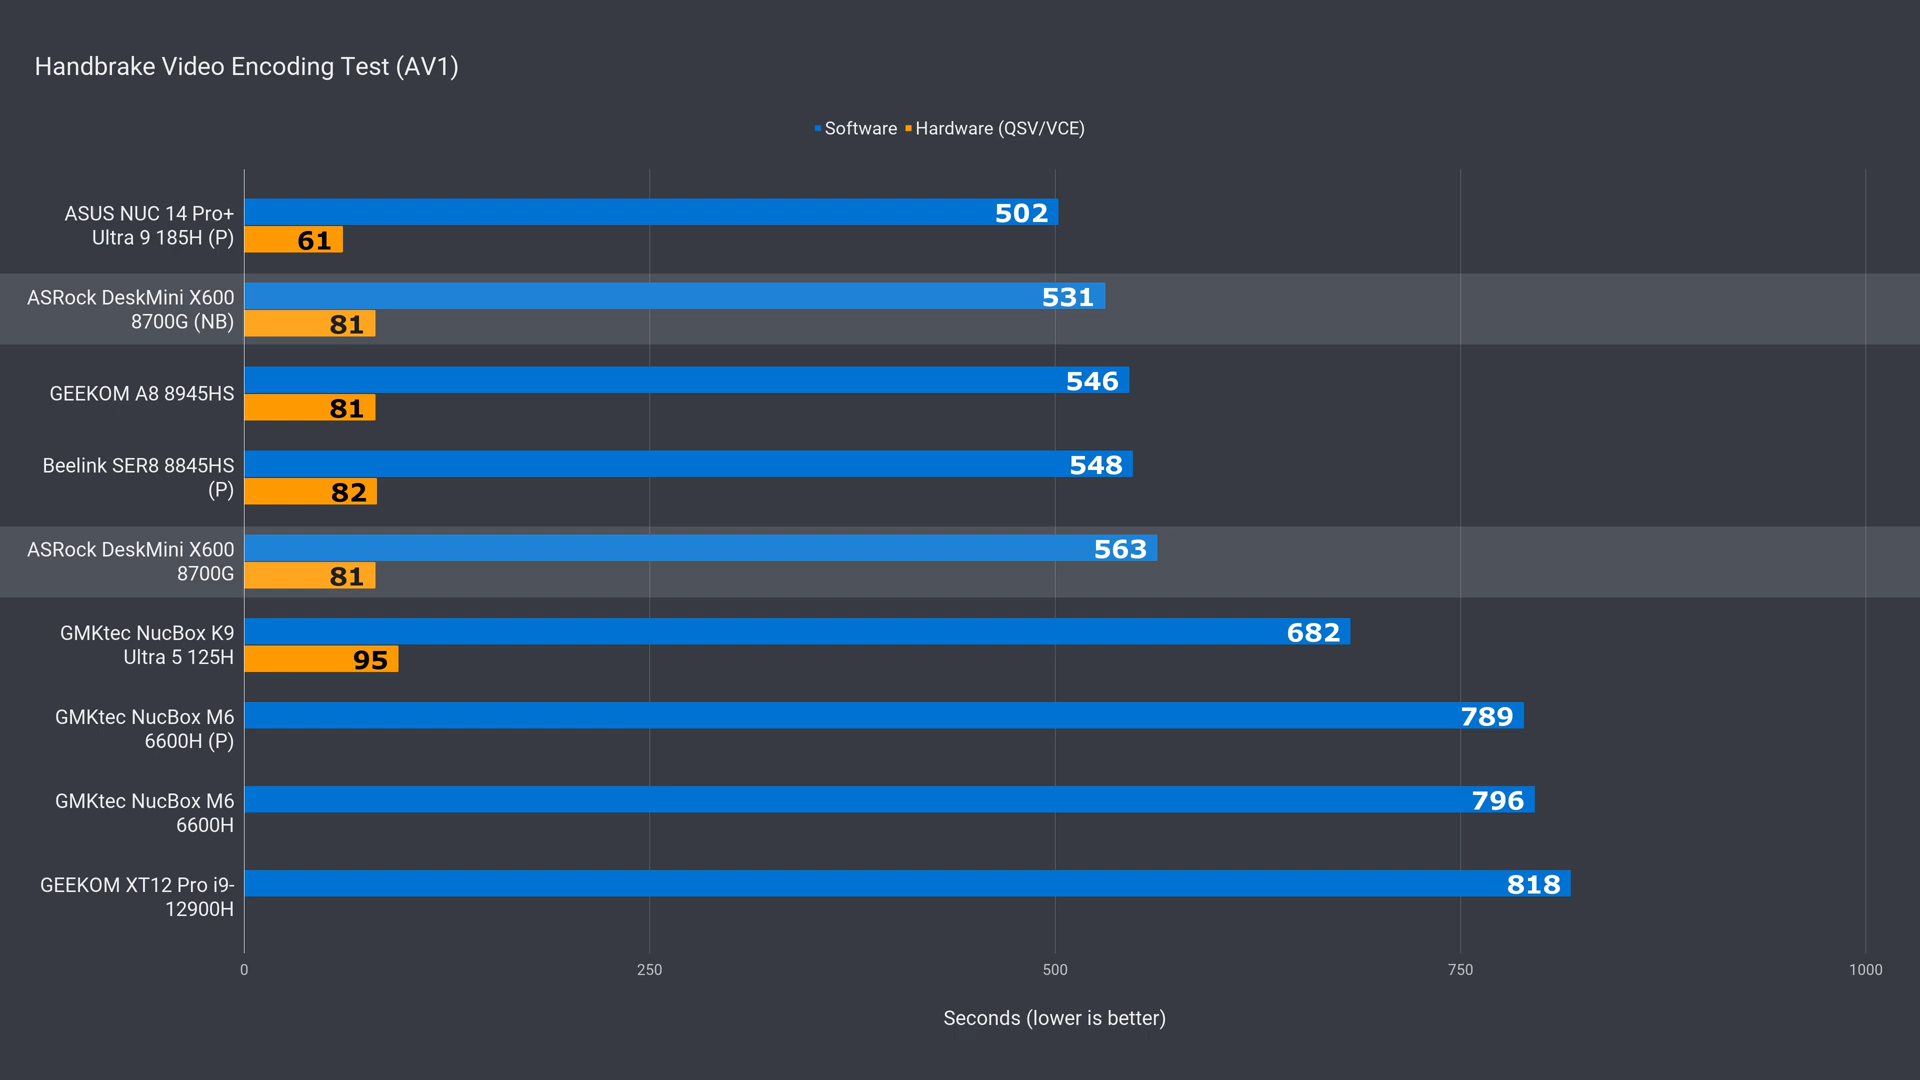 Handbrake Video Encoding Test (AV1)
Software Hardware (QSV/VCE)
ASUS NUC 14 Pro+
Ultra 9 185H (P)
502
61
ASRock DeskMini X600
8700G (NB)
531
81
GEEKOM A8 8945HS
546
81
Beelink SER8 8845HS
(P)
548
82
ASRock DeskMini X600
8700G
563
81
GMKtec NucBox K9
Ultra 5 125H
682
95
GMKtec NucBox M6
6600H (P)
789
GMKtec NucBox M6
6600H
796
GEEKOM XT12 Pro i9-
12900H
818
0 250 500 750 1000
Seconds (lower is better)